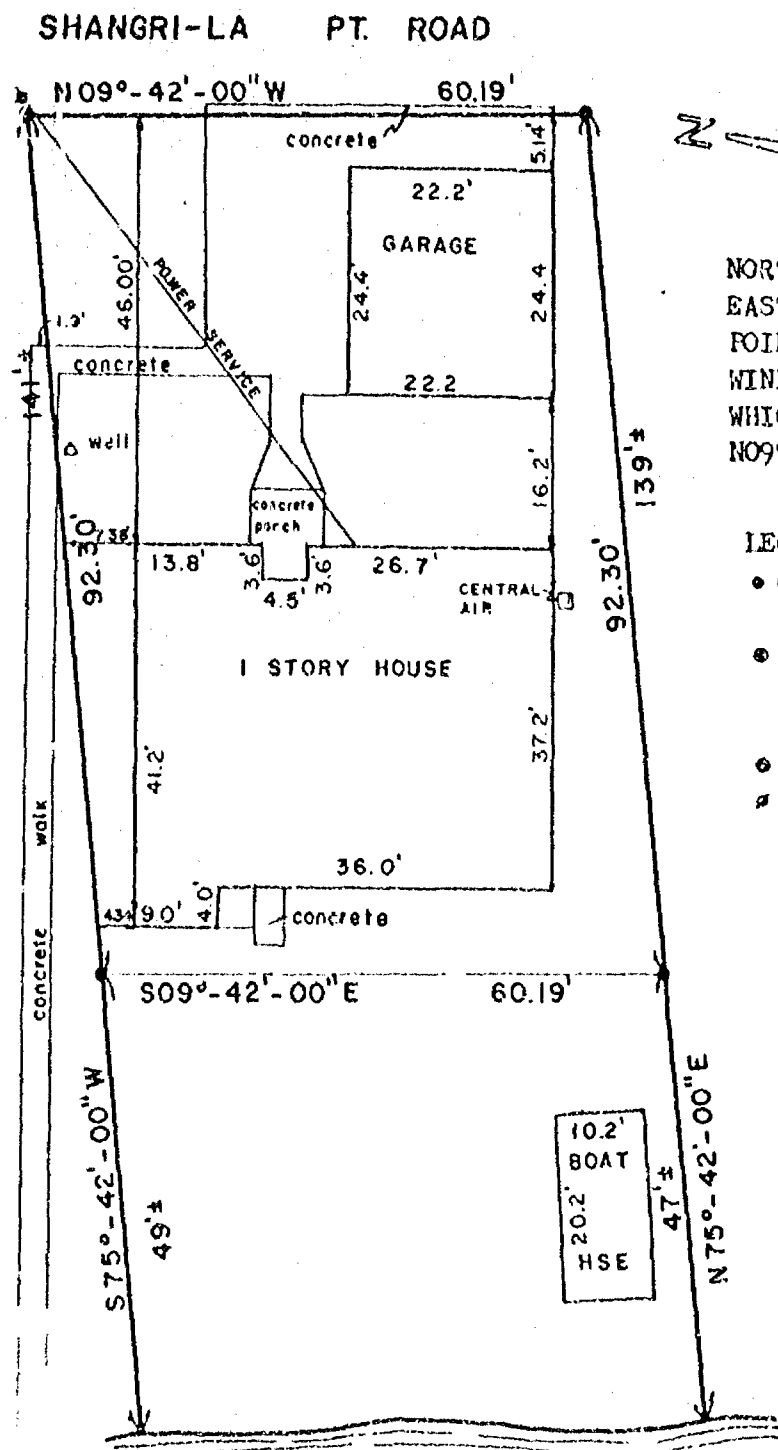 SHANGRI-LA PT. ROAD
N09°-42'-00"W 60.19'
concrete
5.14'
22.2'
GARAGE
24.4'
24.4
46.00'
POWER SERVICE
1.9'
141'±
concrete
22.2
well
16.2'
139'±
concrete
porch
7.38'
92.30'
13.8'
3.6'
4.5'
3.6'
26.7'
CENTRAL
AIR
92.30'
1 STORY HOUSE
41.2'
37.2'
concrete walk
36.0'
4.0'
9.0'
concrete
S09°-42'-00"E 60.19'
S75°-42'-00"W
49'±
10.2'
BOAT
20.2'
HSE
47'±
N75°-42'-00"E
N